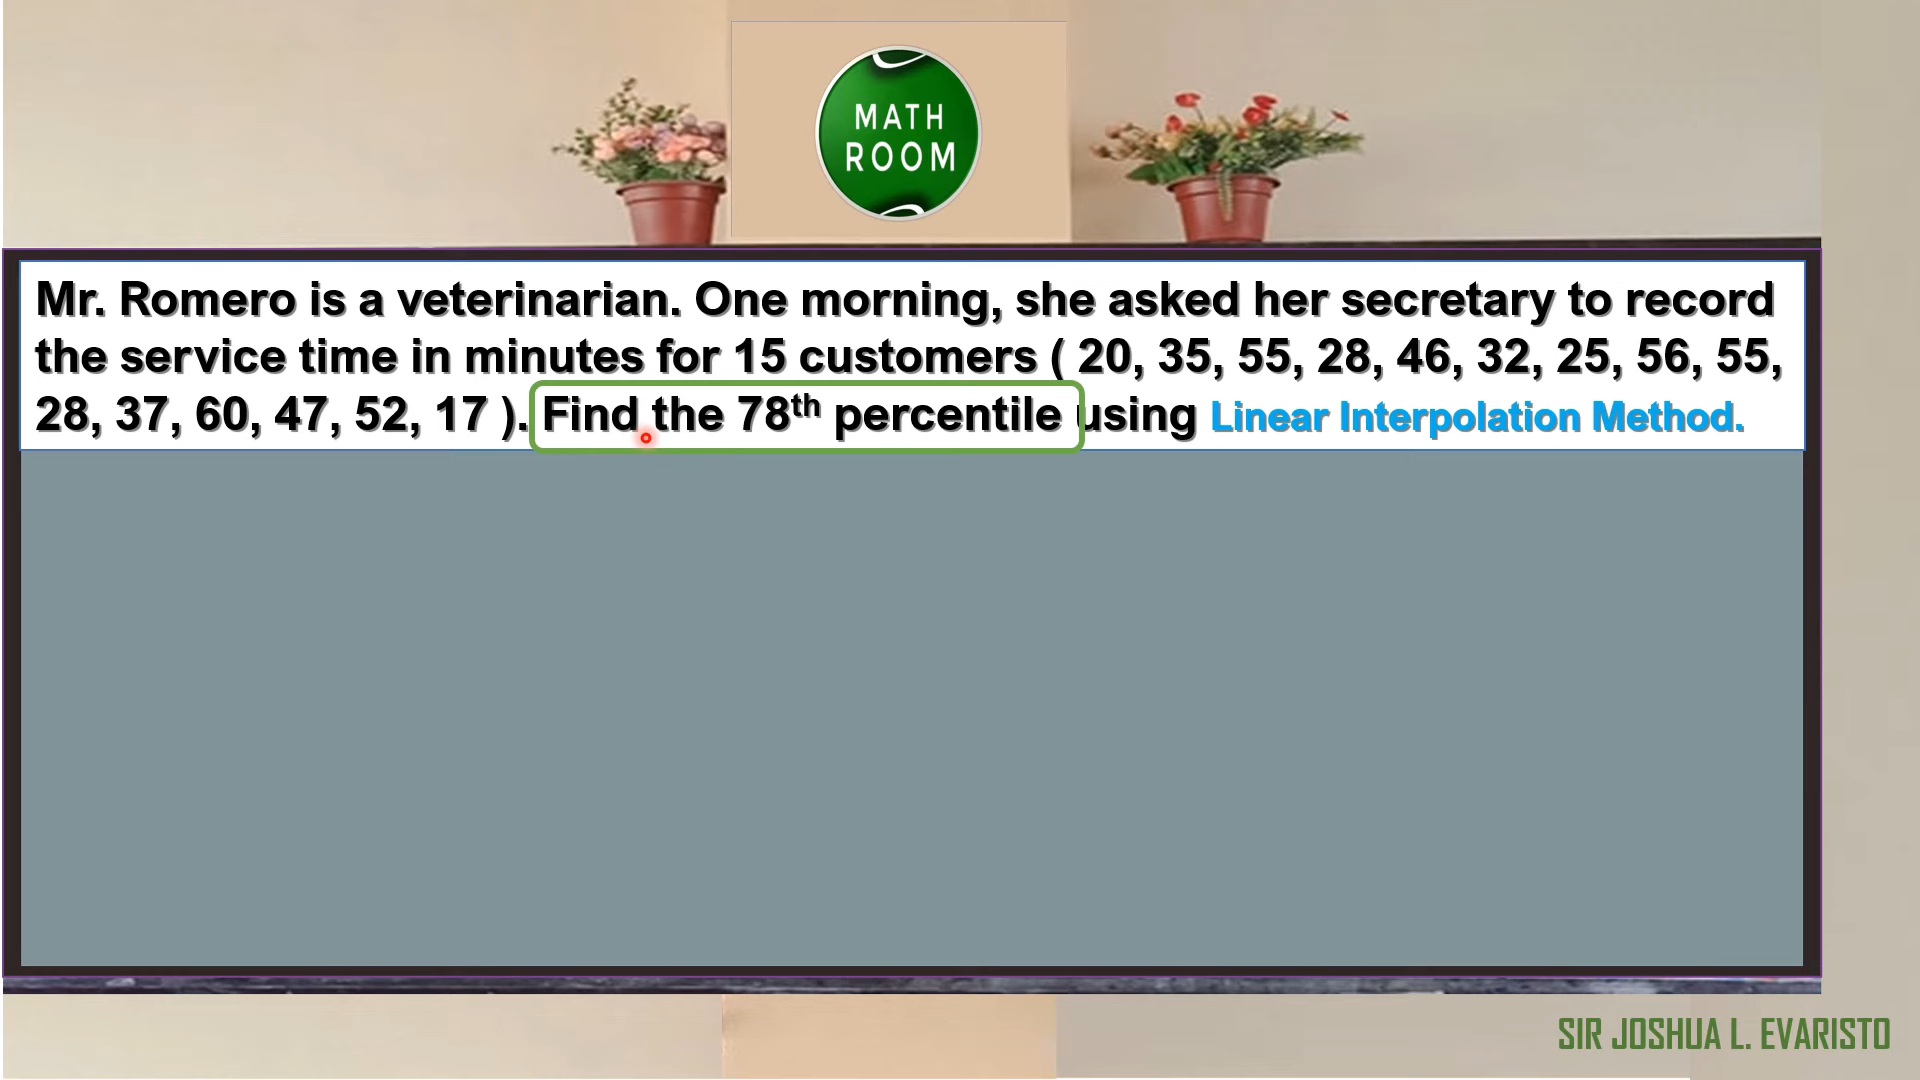 MATH
ROOM
Mr. Romero is a veterinarian. One morning, she asked her secretary to record
the service time in minutes for 15 customers ( 20, 35, 55, 28, 46, 32, 25, 56, 55,
28, 37, 60, 47, 52, 17 ). Find the 78th percentile using Linear Interpolation Method.
SIR JOSHUA L. EVARISTO